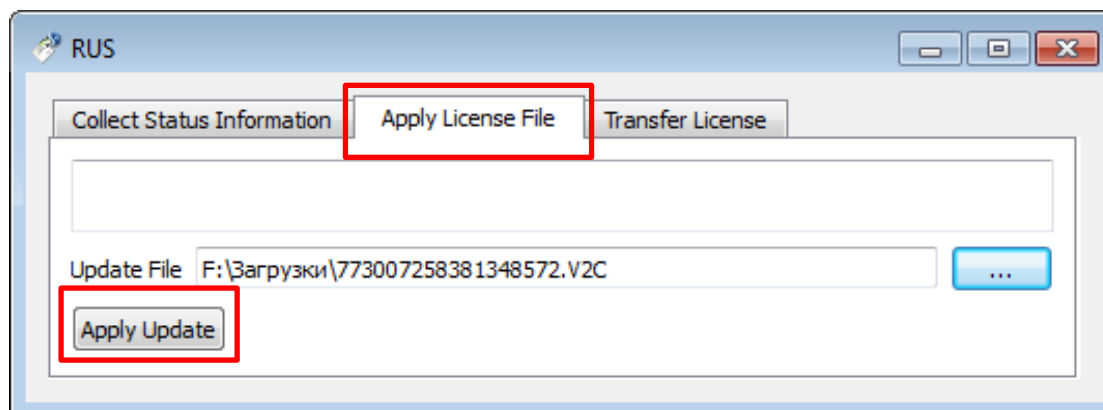 RUS
Collect Status Information Apply License File Transfer License
Update File F:\Загрузки\773007258381348572.V2C ...
Apply Update